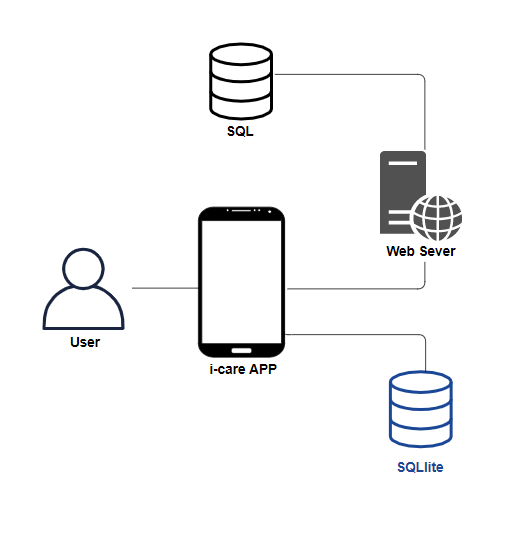 SQL
Web Sever
User
i-care APP
SQLlite